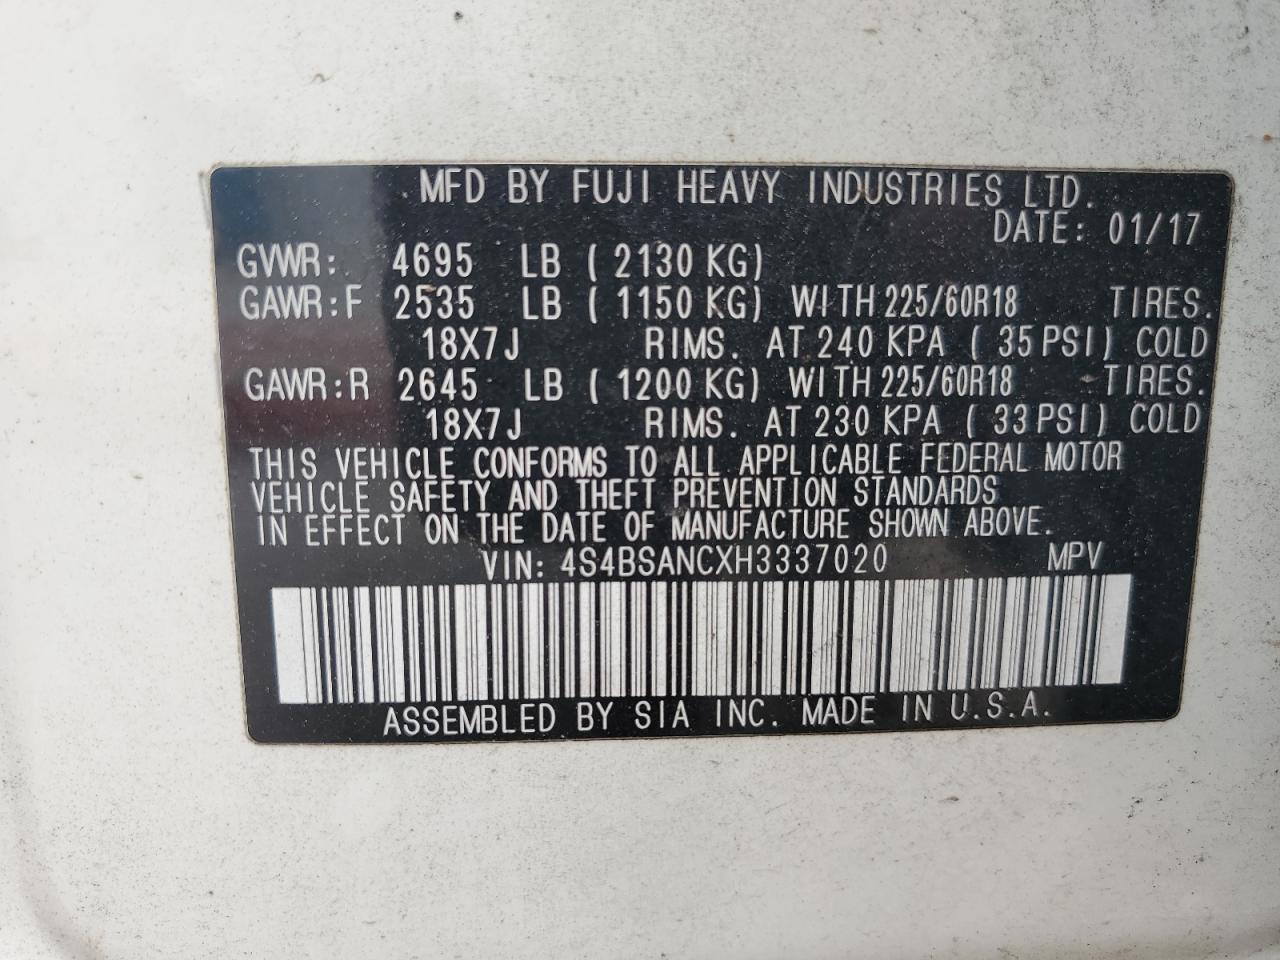 MFD BY FUJI HEAVY INDUSTRIES LTD.
DATE: 01/17
GVWR: 4695 LB ( 2130 KG)
GAWR:F 2535 LB ( 1150 KG) WITH 225/60R18 TIRES.
18X7J RIMS. AT 240 KPA ( 35 PSI) COLD
GAWR:R 2645 LB ( 1200 KG) WITH 225/60R18 TIRES.
18X7J RIMS. AT 230 KPA ( 33 PSI) COLD
THIS VEHICLE CONFORMS TO ALL APPLICABLE FEDERAL MOTOR
VEHICLE SAFETY AND THEFT PREVENTION STANDARDS
IN EFFECT ON THE DATE OF MANUFACTURE SHOWN ABOVE.
VIN: 4S4BSANCXH3337020 MPV
ASSEMBLED BY SIA INC. MADE IN U.S.A.